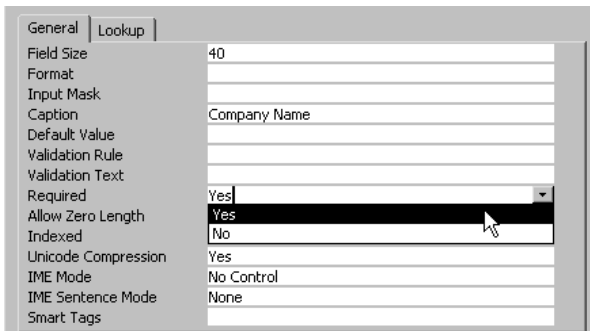 General Lookup
Field Size 40
Format
Input Mask
Caption Company Name
Default Value
Validation Rule
Validation Text
Required Yes
Allow Zero Length Yes
Indexed No
Unicode Compression Yes
IME Mode No Control
IME Sentence Mode None
Smart Tags